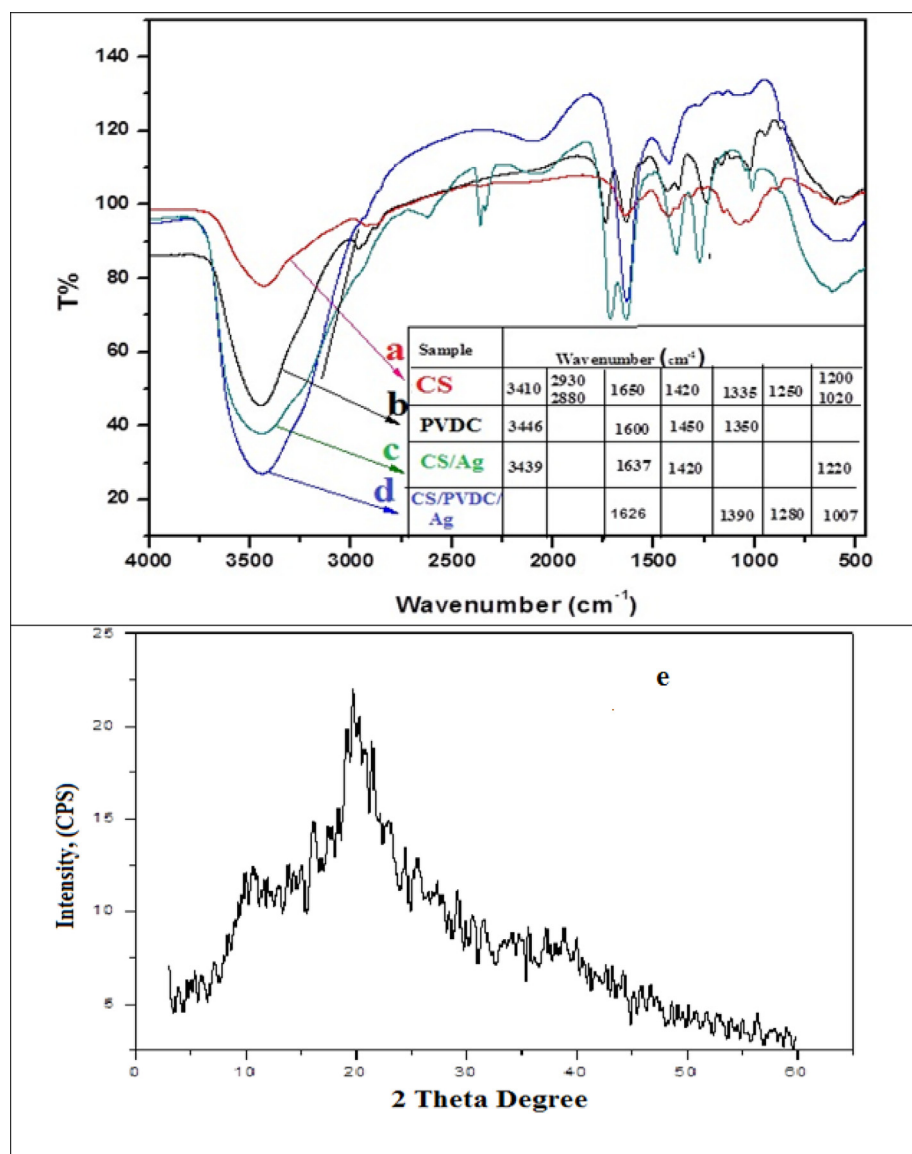 140
120
100
80
60
40
20
T%
a
b
c
d
Sample Wavenumber (cm-1)
CS 3410 2930 2880 1650 1420 1335 1250 1200 1020
PVDC 3446 1600 1450 1350
CS/Ag 3439 1637 1420 1220
CS/PVDC/Ag 1626 1390 1280 1007
4000 3500 3000 2500 2000 1500 1000 500
Wavenumber (cm-1)
25
20
15
10
5
Intensity, (CPS)
e
0 10 20 30 40 50 60
2 Theta Degree